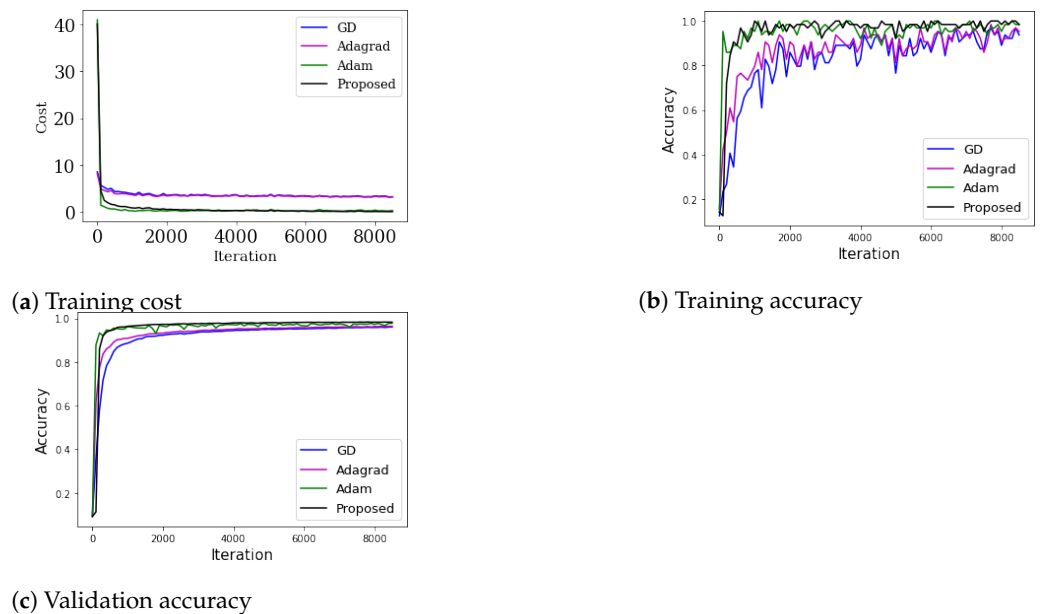 40
30
20
10
0
Cost
GD
Adagrad
Adam
Proposed
0 2000 4000 6000 8000
Iteration
(a) Training cost
1.0
0.8
0.6
0.4
0.2
Accuracy
GD
Adagrad
Adam
Proposed
0 2000 4000 6000 8000
Iteration
(b) Training accuracy
1.0
0.8
0.6
0.4
0.2
Accuracy
GD
Adagrad
Adam
Proposed
0 2000 4000 6000 8000
Iteration
(c) Validation accuracy